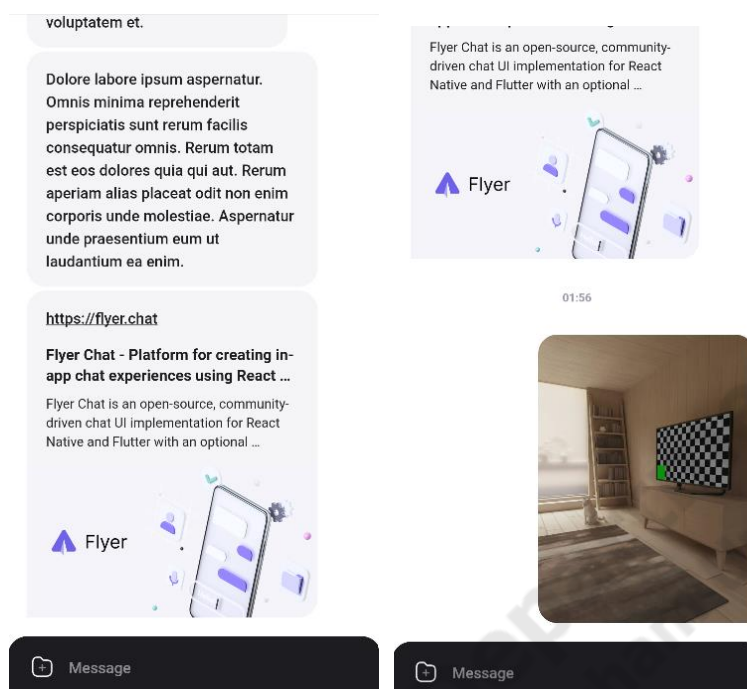 voluptatem et.
Dolore labore ipsum aspernatur.
Omnis minima reprehenderit
perspiciatis sunt rerum facilis
consequatur omnis. Rerum totam
est eos dolores quia qui aut. Rerum
aperiam alias placeat odit non enim
corporis unde molestiae. Aspernatur
unde praesentium eum ut
laudantium ea enim.
https://flyer.chat
Flyer Chat - Platform for creating in-
app chat experiences using React ...
Flyer Chat is an open-source, community-
driven chat UI implementation for React
Native and Flutter with an optional ...
Flyer
Message
Flyer Chat is an open-source, community-
driven chat UI implementation for React
Native and Flutter with an optional ...
Flyer
01:56
Message